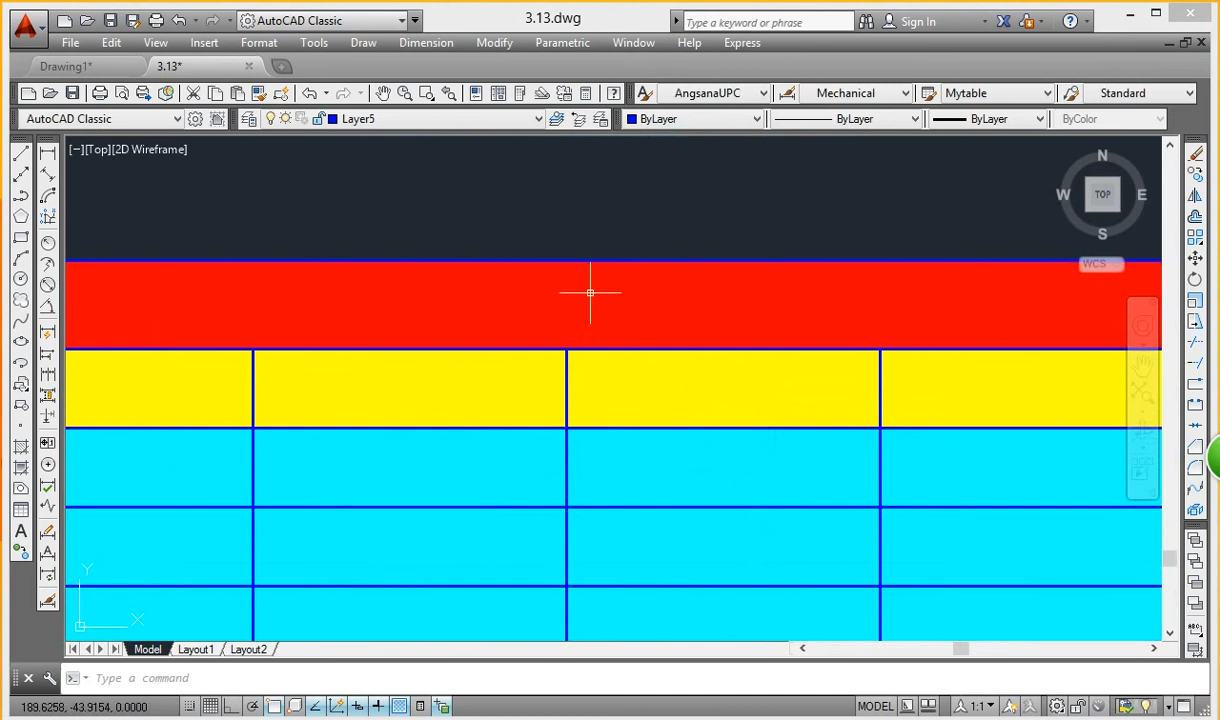 AutoCAD Classic
3.13.dwg
Type a keyword or phrase
Sign In
File Edit View Insert Format Tools Draw Dimension Modify Parametric Window Help Express
Drawing1* 3.13*
AngsanaUPC Mechanical Mytable Standard
AutoCAD Classic Layer5 ByLayer ByLayer ByLayer ByColor
[−][Top][2D Wireframe]
N
W TOP E
S
WCS
Y
X
Model Layout1 Layout2
Type a command
189.6258, -43.9154, 0.0000 MODEL 1:1